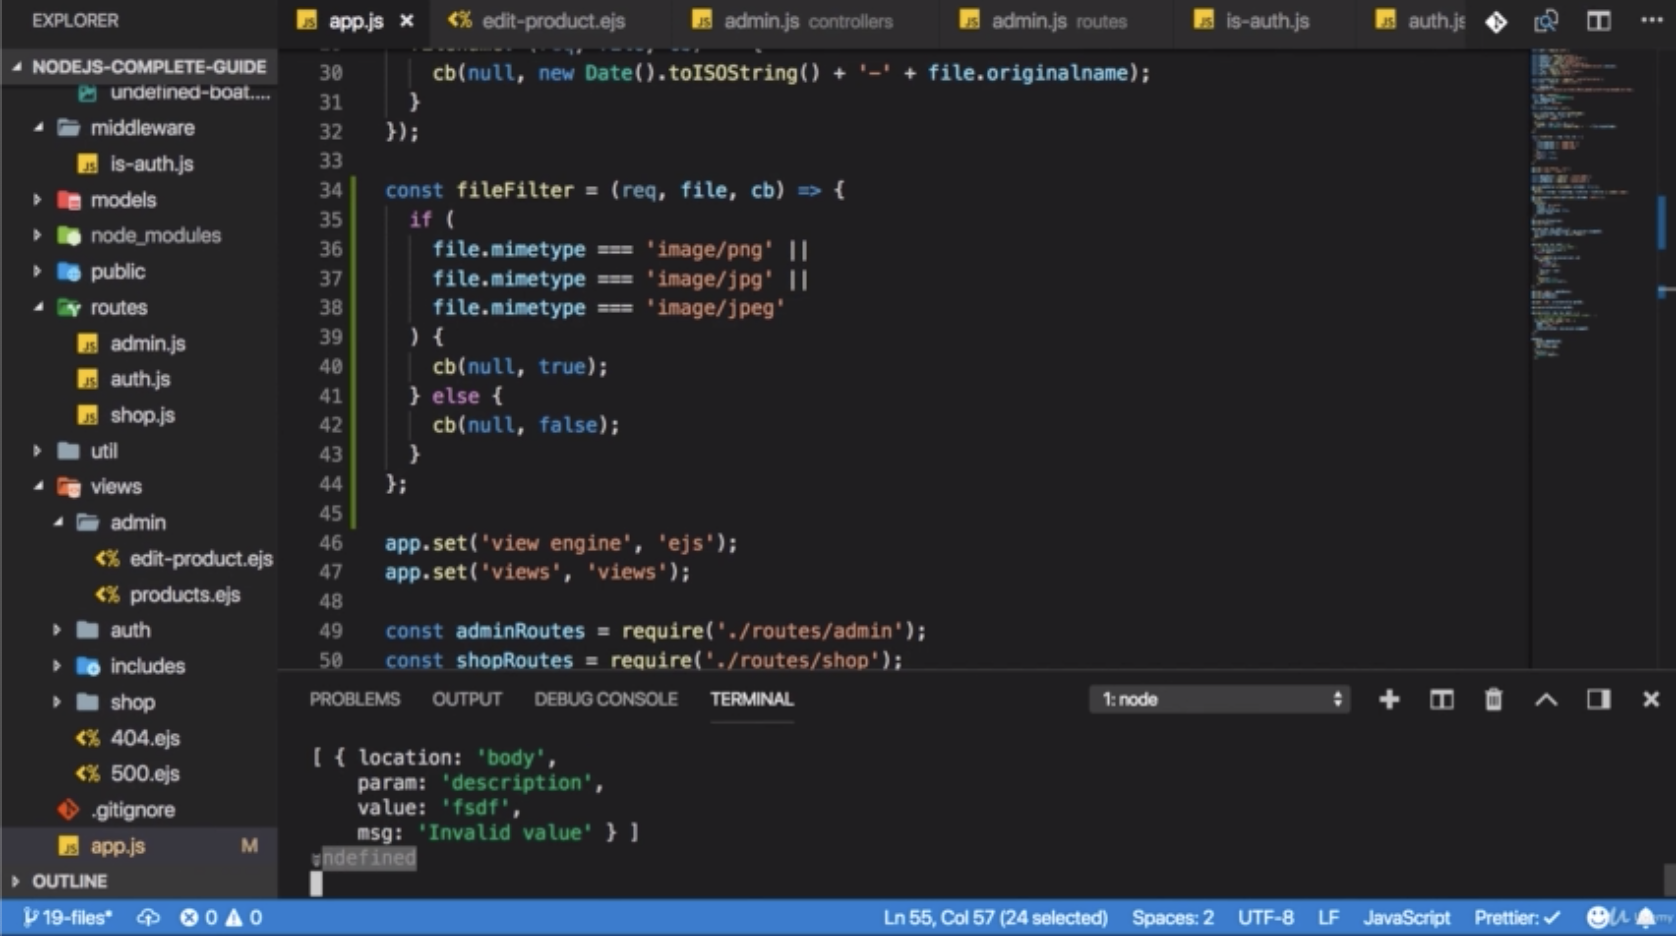 EXPLORER
app.js ×
edit-product.ejs
admin.js controllers
admin.js routes
is-auth.js
auth.js
NODEJS-COMPLETE-GUIDE
undefined-boat....
middleware
is-auth.js
models
node_modules
public
routes
admin.js
auth.js
shop.js
util
views
admin
edit-product.ejs
products.ejs
auth
includes
shop
404.ejs
500.ejs
.gitignore
app.js M
OUTLINE
30 cb(null, new Date().toISOString() + '-' + file.originalname);
31 }
32 });
33
34 const fileFilter = (req, file, cb) => {
35 if (
36 file.mimetype === 'image/png' ||
37 file.mimetype === 'image/jpg' ||
38 file.mimetype === 'image/jpeg'
39 ) {
40 cb(null, true);
41 } else {
42 cb(null, false);
43 }
44 };
45
46 app.set('view engine', 'ejs');
47 app.set('views', 'views');
48
49 const adminRoutes = require('./routes/admin');
50 const shopRoutes = require('./routes/shop');
PROBLEMS OUTPUT DEBUG CONSOLE TERMINAL 1: node
[ { location: 'body',
param: 'description',
value: 'fsdf',
msg: 'Invalid value' } ]
undefined
19-files* 0 0 Ln 55, Col 57 (24 selected) Spaces: 2 UTF-8 LF JavaScript Prettier: ✓